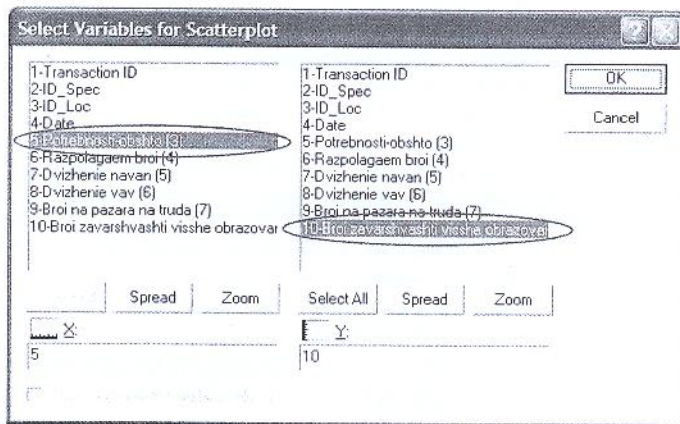 Select Variables for Scatterplot
1-Transaction ID
2-ID_Spec
3-ID_Loc
4-Date
5-Potrebnosti-obshto (3)
6-Razpolagaem broi (4)
7-Dvizhenie navan (5)
8-Dvizhenie vav (6)
9-Broi na pazara na truda (7)
10-Broi zavarshvashti visshe obrazovar
Spread Zoom
X:
5
1-Transaction ID
2-ID_Spec
3-ID_Loc
4-Date
5-Potrebnosti-obshto (3)
6-Razpolagaem broi (4)
7-Dvizhenie navan (5)
8-Dvizhenie vav (6)
9-Broi na pazara na truda (7)
10-Broi zavarshvashti visshe obrazovar
Select All Spread Zoom
Y:
10
OK
Cancel